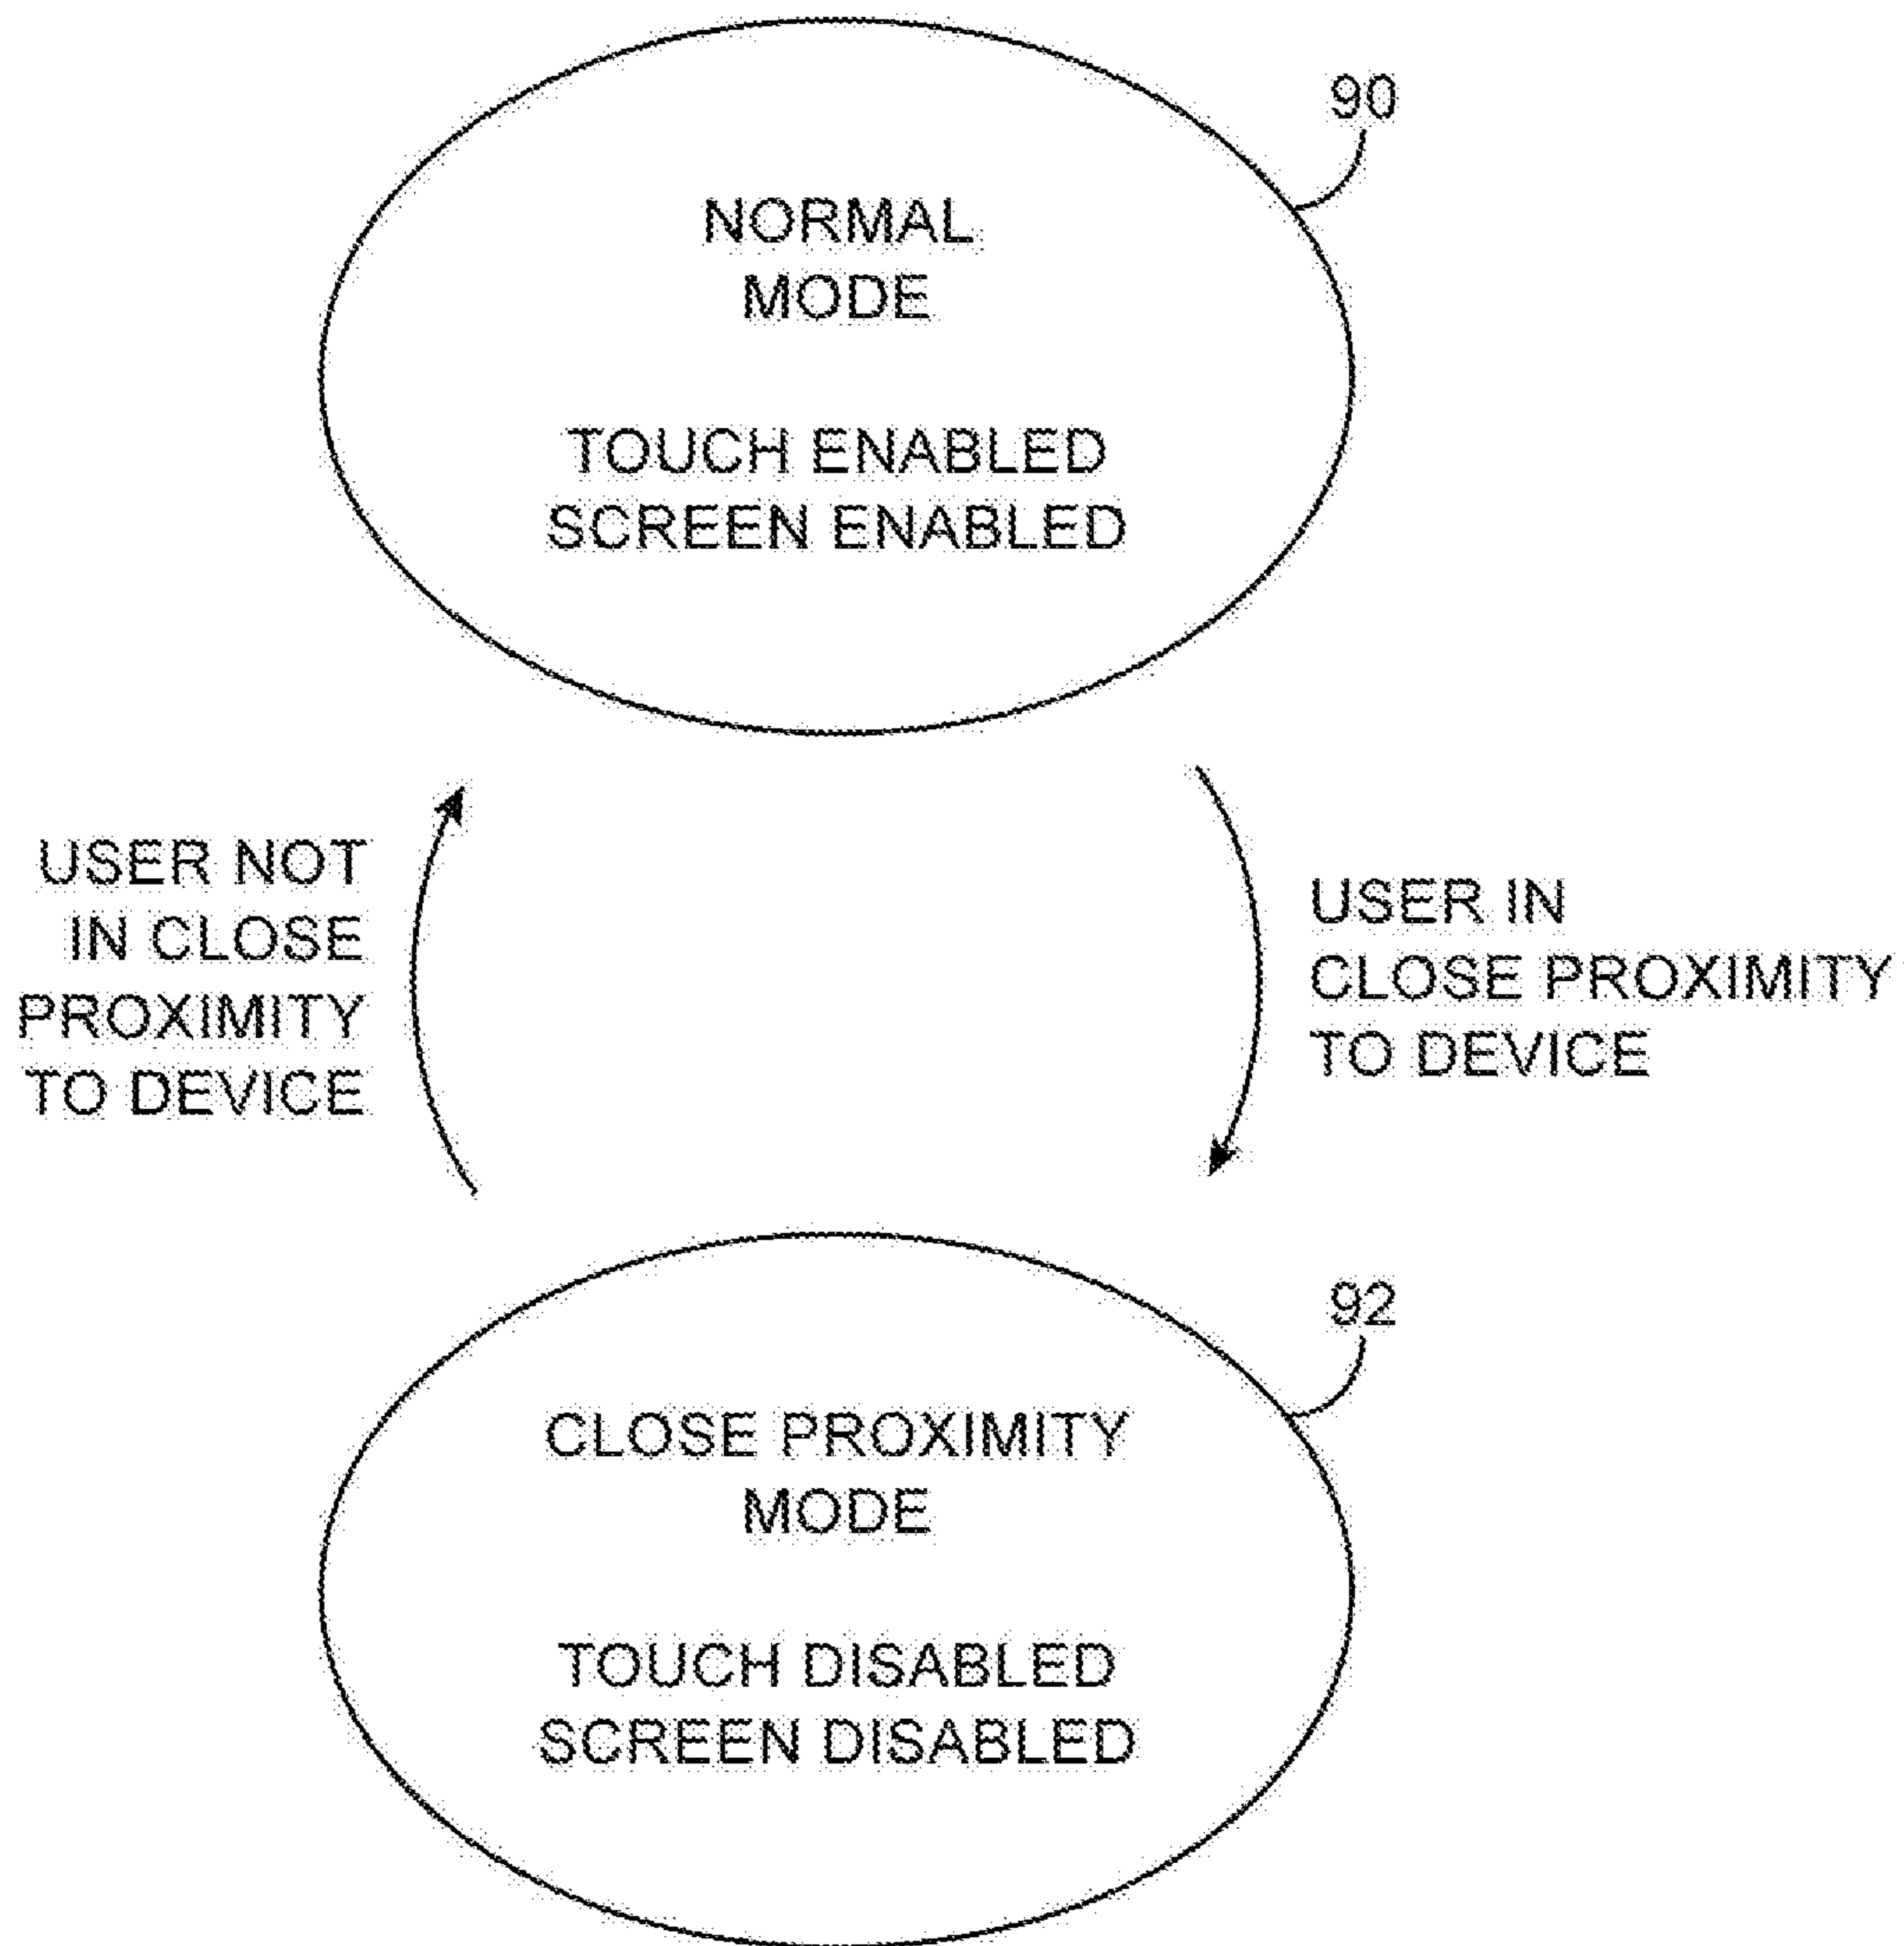 90
NORMAL
MODE
TOUCH ENABLED
SCREEN ENABLED
USER NOT
IN CLOSE
PROXIMITY
TO DEVICE
USER IN
CLOSE PROXIMITY
TO DEVICE
92
CLOSE PROXIMITY
MODE
TOUCH DISABLED
SCREEN DISABLED